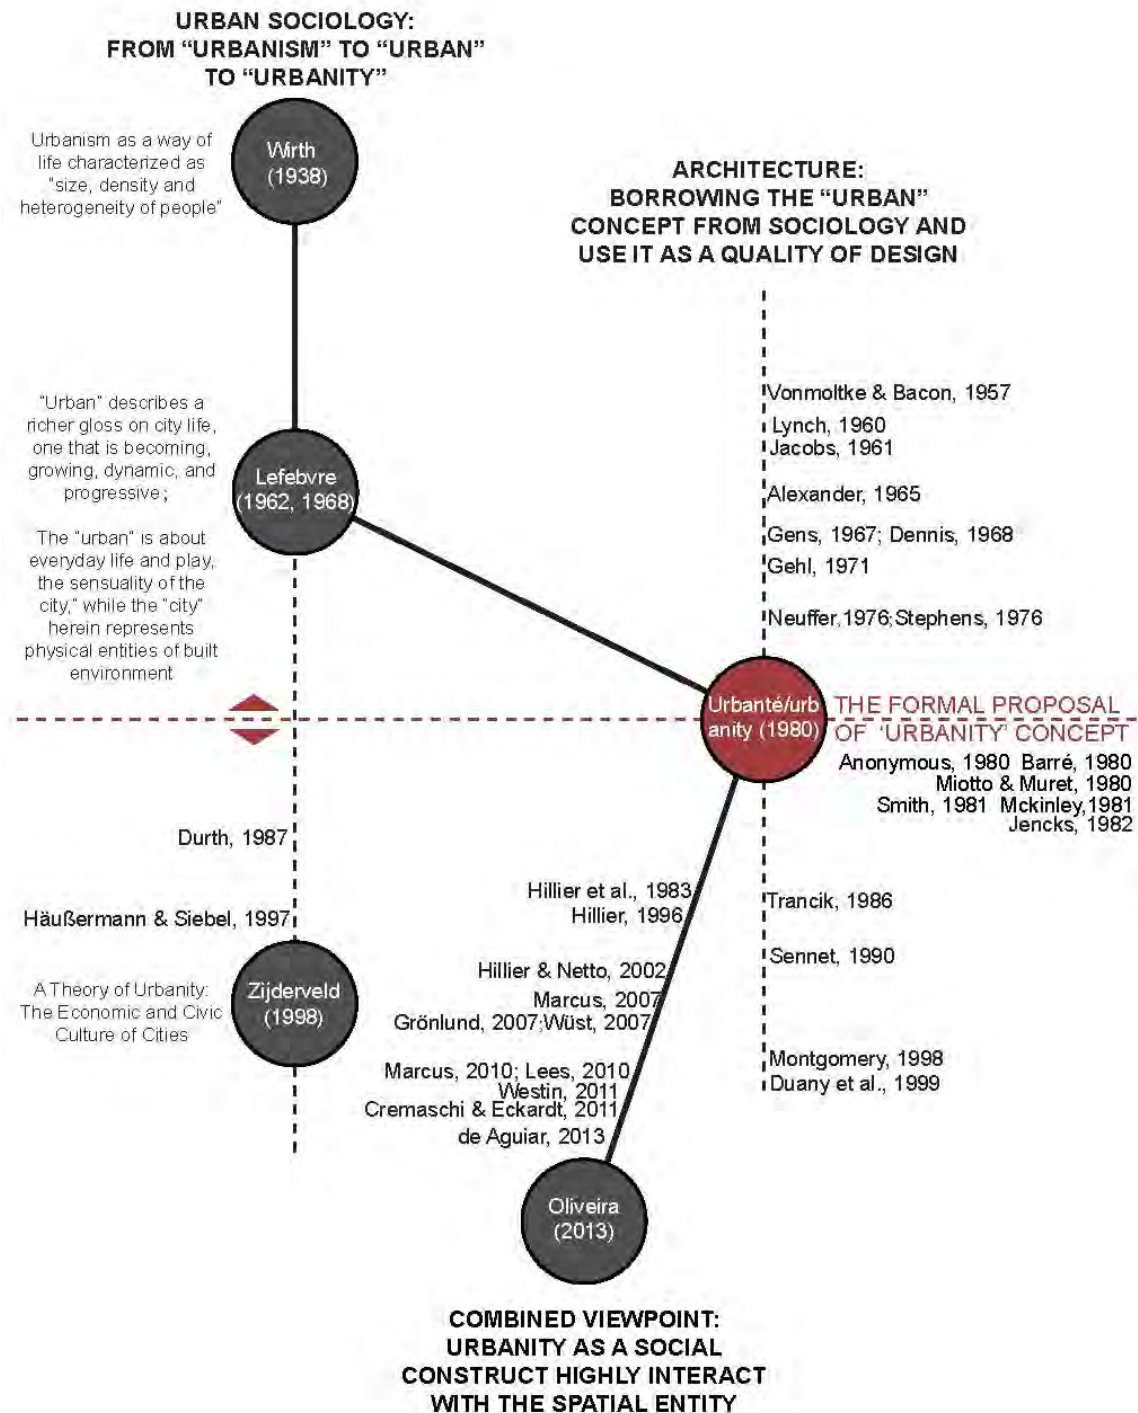 URBAN SOCIOLOGY:
FROM “URBANISM” TO “URBAN”
TO “URBANITY”
Urbanism as a way of
life characterized as
"size, density and
heterogeneity of people"
Wirth
(1938)
ARCHITECTURE:
BORROWING THE “URBAN”
CONCEPT FROM SOCIOLOGY AND
USE IT AS A QUALITY OF DESIGN
"Urban" describes a
richer gloss on city life,
one that is becoming,
growing, dynamic, and
progressive;
The "urban" is about
everyday life and play,
the sensuality of the
city," while the "city"
herein represents
physical entities of built
environment
Lefebvre
(1962, 1968)
Vonmoltke & Bacon, 1957
Lynch, 1960
Jacobs, 1961
Alexander, 1965
Gens, 1967; Dennis, 1968
Gehl, 1971
Neuffer,1976;Stephens, 1976
Urbanté/urb
anity (1980)
THE FORMAL PROPOSAL
OF 'URBANITY' CONCEPT
Anonymous, 1980 Barré, 1980
Miotto & Muret, 1980
Smith, 1981 Mckinley,1981
Jencks, 1982
Durth, 1987
Häußermann & Siebel, 1997
A Theory of Urbanity:
The Economic and Civic
Culture of Cities
Zijderveld
(1998)
Hillier et al., 1983
Hillier, 1996
Hillier & Netto, 2002
Marcus, 2007
Grönlund, 2007;Wüst, 2007
Marcus, 2010; Lees, 2010
Westin, 2011
Cremaschi & Eckardt, 2011
de Aguiar, 2013
Trancik, 1986
Sennet, 1990
Montgomery, 1998
Duany et al., 1999
Oliveira
(2013)
COMBINED VIEWPOINT:
URBANITY AS A SOCIAL
CONSTRUCT HIGHLY INTERACT
WITH THE SPATIAL ENTITY